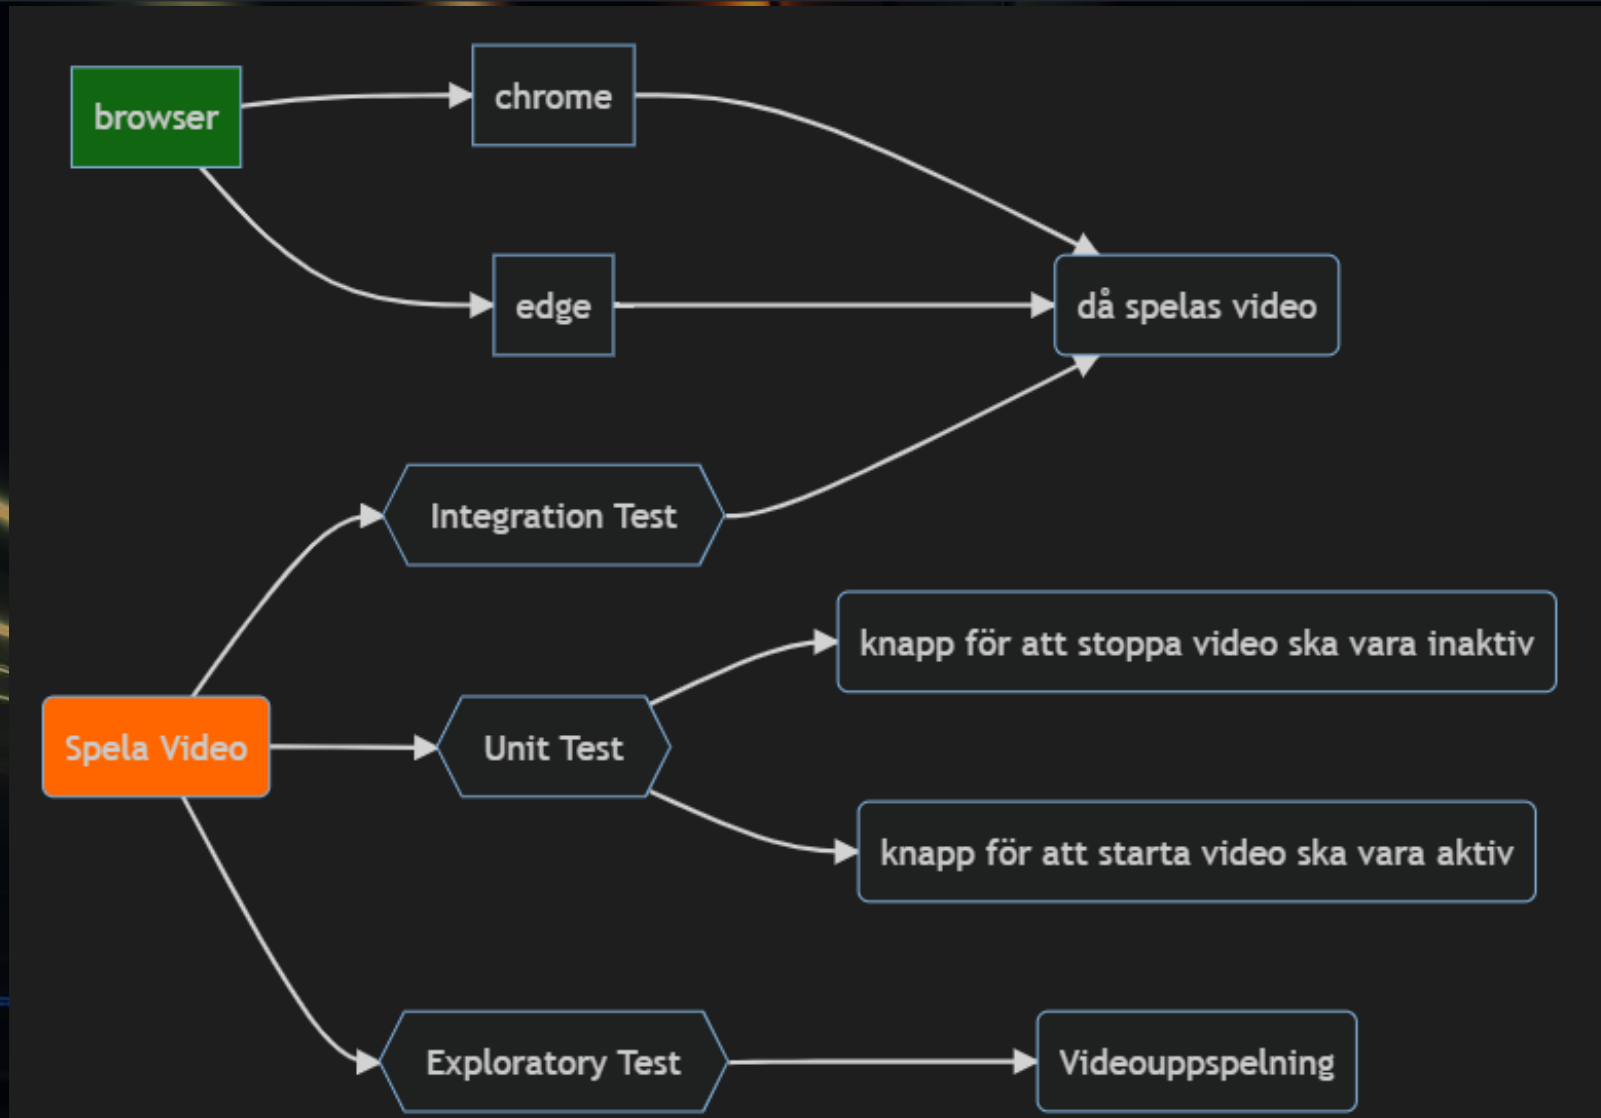 browser
chrome
edge
då spelas video
Integration Test
knapp för att stoppa video ska vara inaktiv
Spela Video
Unit Test
knapp för att starta video ska vara aktiv
Exploratory Test
Videouppspelning